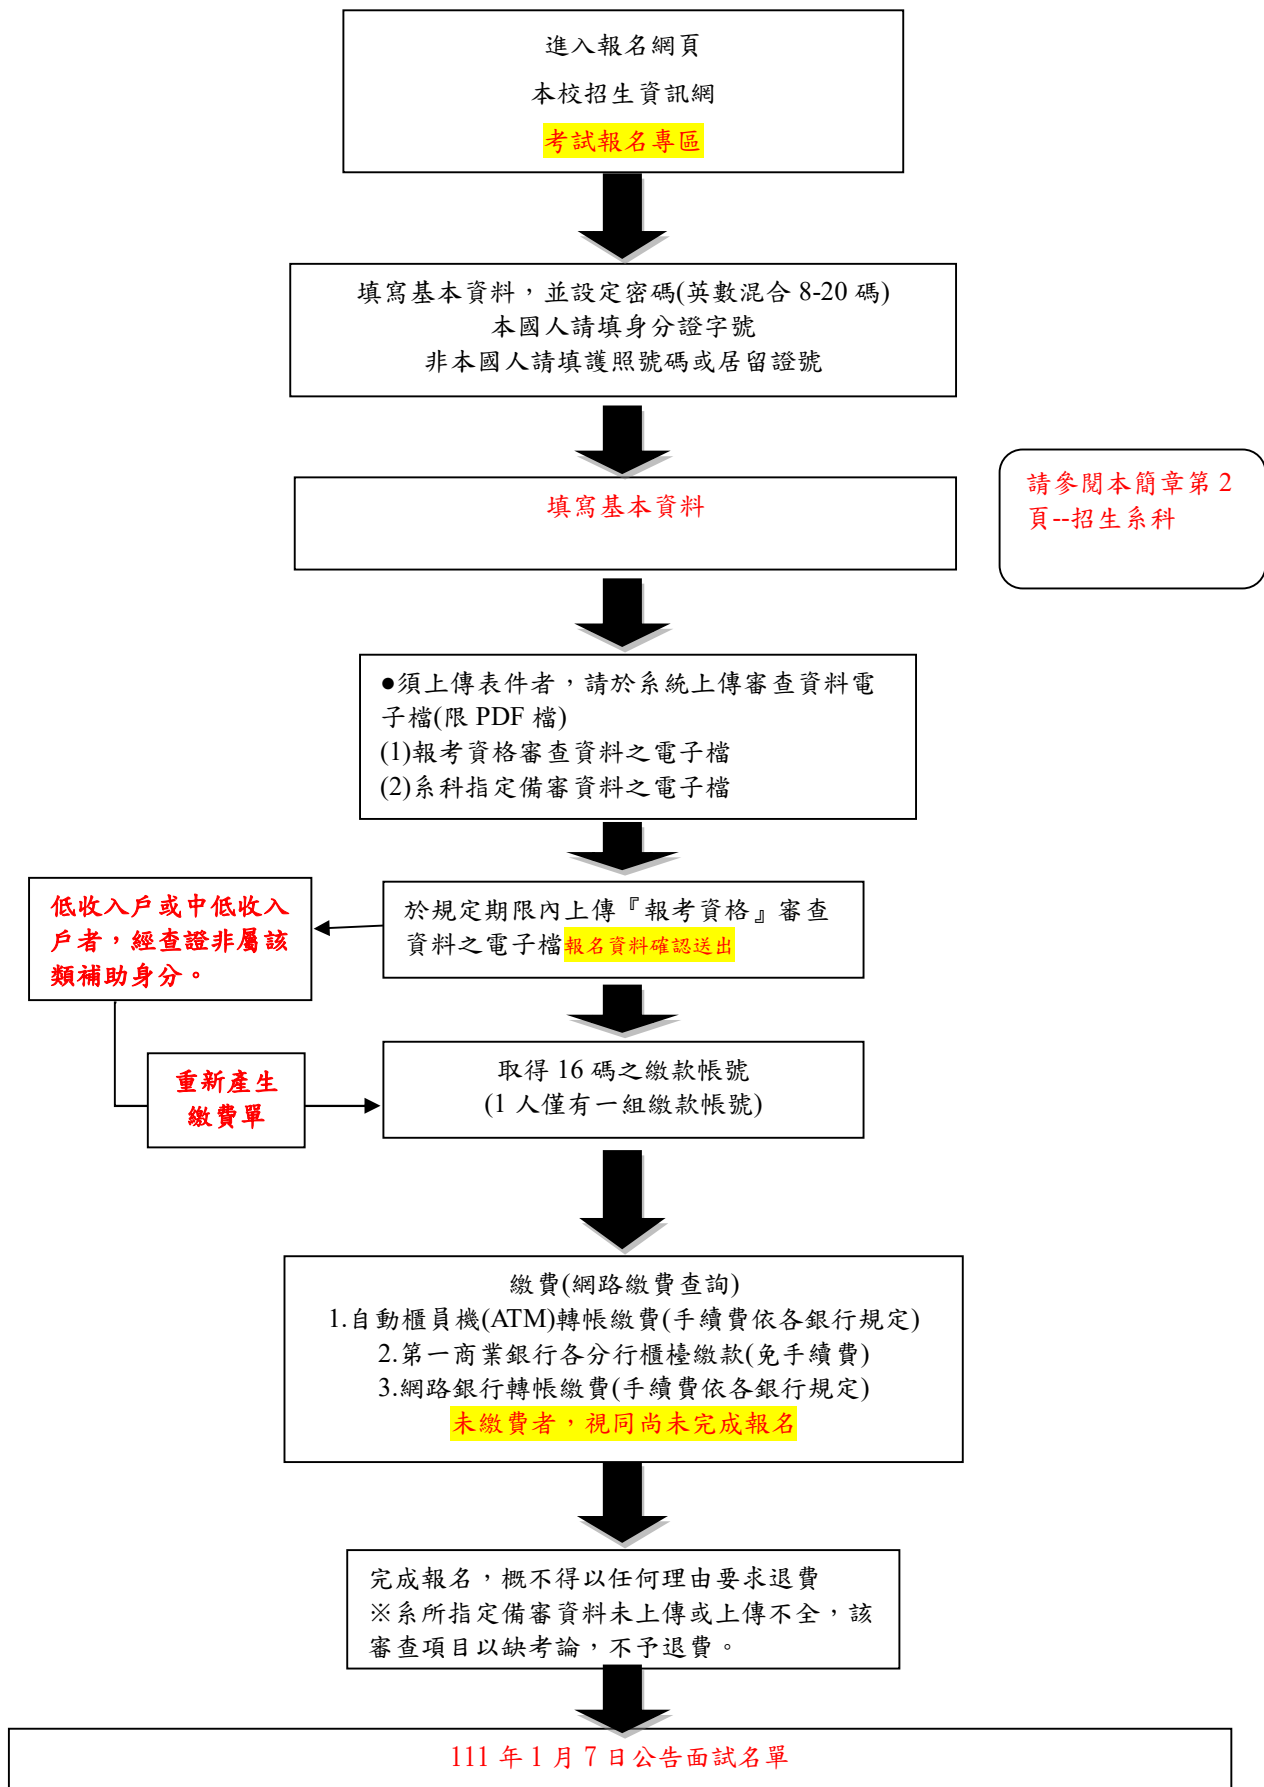 進入報名網頁
本校招生資訊網
考試報名專區
填寫基本資料，並設定密碼(英數混合 8-20 碼)
本國人請填身分證字號
非本國人請填護照號碼或居留證號
填寫基本資料
請參閱本簡章第 2
頁--招生系科
●須上傳表件者，請於系統上傳審查資料電
子檔(限 PDF 檔)
(1)報考資格審查資料之電子檔
(2)系科指定備審資料之電子檔
低收入戶或中低收入
戶者，經查證非屬該
類補助身分。
於規定期限內上傳『報考資格』審查
資料之電子檔報名資料確認送出
重新產生
繳費單
取得 16 碼之繳款帳號
(1 人僅有一組繳款帳號)
繳費(網路繳費查詢)
1.自動櫃員機(ATM)轉帳繳費(手續費依各銀行規定)
2.第一商業銀行各分行櫃檯繳款(免手續費)
3.網路銀行轉帳繳費(手續費依各銀行規定)
未繳費者，視同尚未完成報名
完成報名，概不得以任何理由要求退費
※系所指定備審資料未上傳或上傳不全，該
審查項目以缺考論，不予退費。
111 年 1 月 7 日公告面試名單